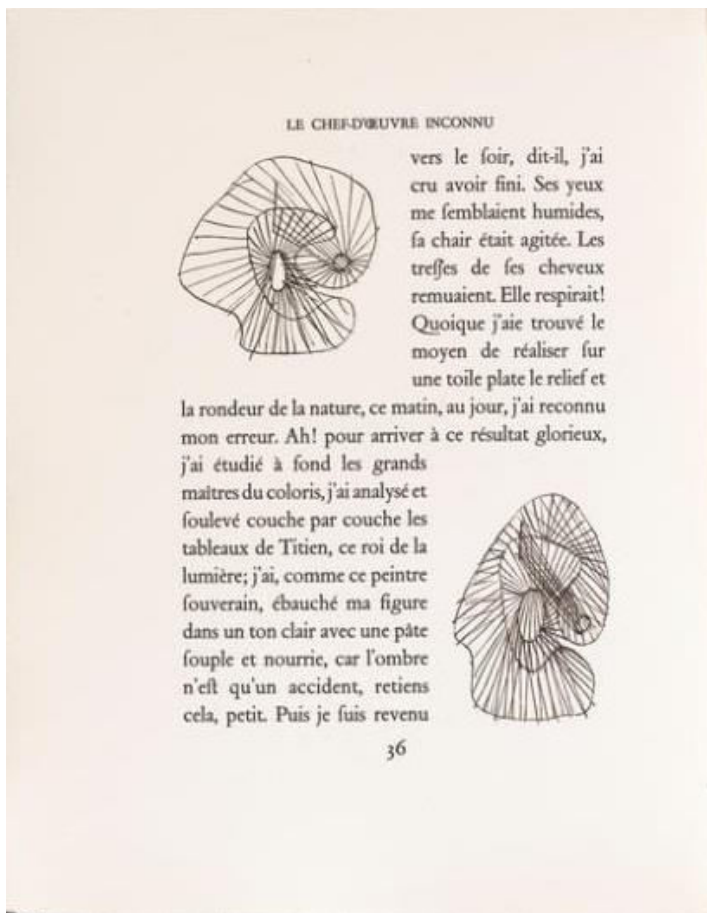 LE CHEF-D'ŒUVRE INCONNU
vers le ſoir, dit-il, j'ai
cru avoir fini. Ses yeux
me ſemblaient humides,
ſa chair était agitée. Les
treſſes de ſes cheveux
remuaient. Elle reſpirait!
Quoique j'aie trouvé le
moyen de réaliser ſur
une toile plate le relief et
la rondeur de la nature, ce matin, au jour, j'ai reconnu
mon erreur. Ah! pour arriver à ce résultat glorieux,
j'ai étudié à fond les grands
maîtres du coloris, j'ai analysé et
ſoulevé couche par couche les
tableaux de Titien, ce roi de la
lumière; j'ai, comme ce peintre
ſouverain, ébauché ma figure
dans un ton clair avec une pâte
ſouple et nourrie, car l'ombre
n'eſt qu'un accident, retiens
cela, petit. Puis je ſuis revenu
36